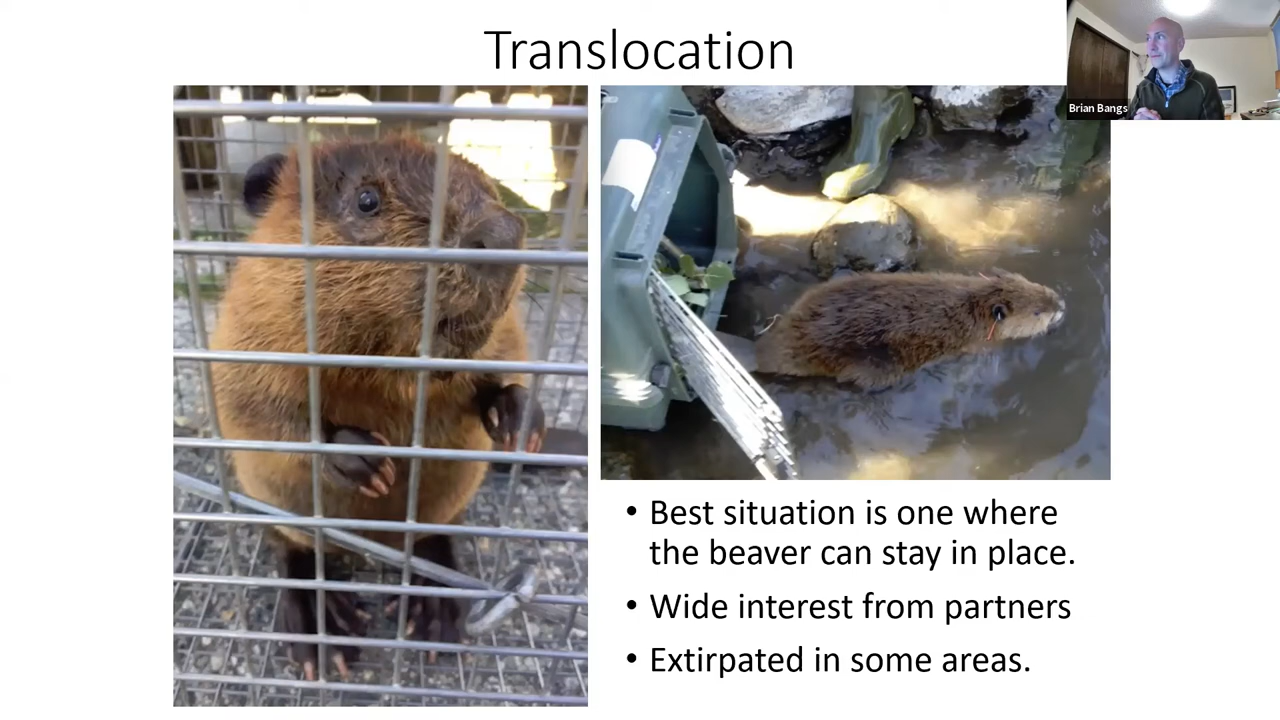 Translocation
Brian Bangs
• Best situation is one where
the beaver can stay in place.
• Wide interest from partners
• Extirpated in some areas.